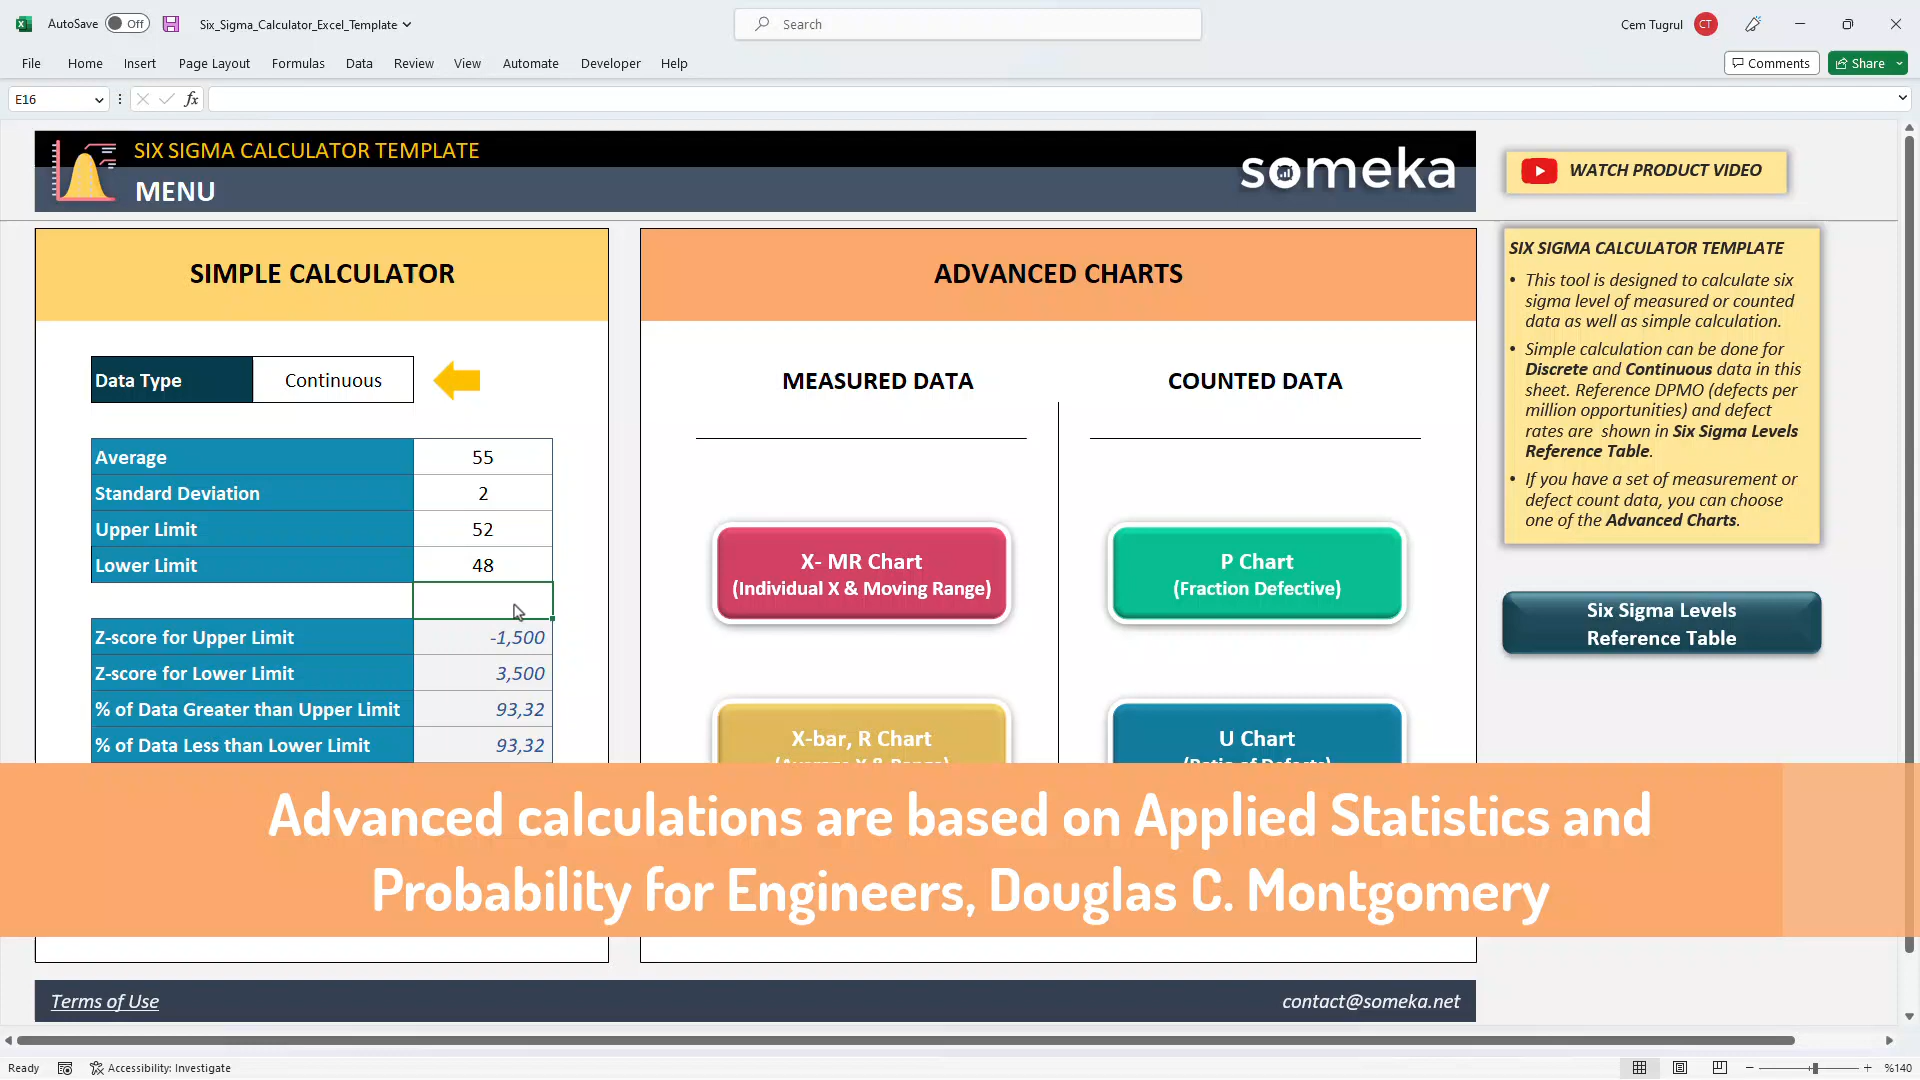 AutoSave
Off
Six_Sigma_Calculator_Excel_Template
Search
Cem Tugrul
CT
File
Home
Insert
Page Layout
Formulas
Data
Review
View
Automate
Developer
Help
Comments
Share
E16
fx
SIX SIGMA CALCULATOR TEMPLATE
MENU
someka
WATCH PRODUCT VIDEO
SIMPLE CALCULATOR
Data Type
Continuous
Average
55
Standard Deviation
2
Upper Limit
52
Lower Limit
48
Z-score for Upper Limit
-1,500
Z-score for Lower Limit
3,500
% of Data Greater than Upper Limit
93,32
% of Data Less than Lower Limit
93,32
ADVANCED CHARTS
MEASURED DATA
COUNTED DATA
X- MR Chart
(Individual X & Moving Range)
P Chart
(Fraction Defective)
X-bar, R Chart
(Average X & Range)
U Chart
(Ratio of Defects)
SIX SIGMA CALCULATOR TEMPLATE
• This tool is designed to calculate six
sigma level of measured or counted
data as well as simple calculation.
• Simple calculation can be done for
Discrete and Continuous data in this
sheet. Reference DPMO (defects per
million opportunities) and defect
rates are shown in Six Sigma Levels
Reference Table.
• If you have a set of measurement or
defect count data, you can choose
one of the Advanced Charts.
Six Sigma Levels
Reference Table
Advanced calculations are based on Applied Statistics and
Probability for Engineers, Douglas C. Montgomery
Terms of Use
contact@someka.net
Ready
Accessibility: Investigate
%140